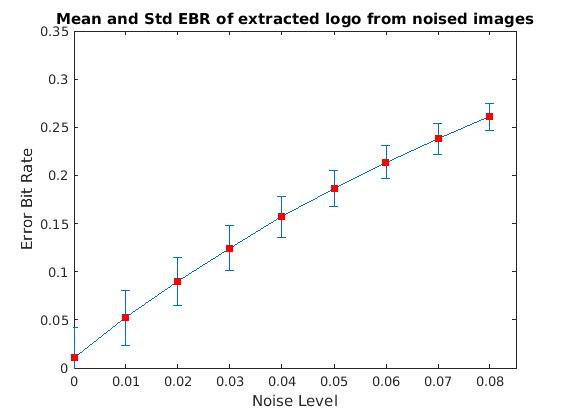 Mean and Std EBR of extracted logo from noised images
0.35
0.3
0.25
0.2
0.15
0.1
0.05
0
Error Bit Rate
0 0.01 0.02 0.03 0.04 0.05 0.06 0.07 0.08
Noise Level